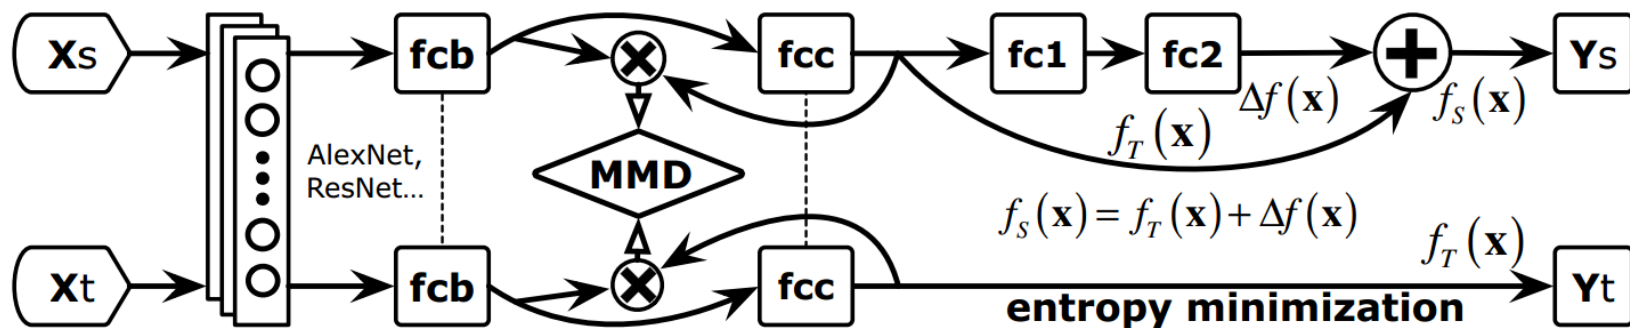 Xs
fcb
fcc
fc1
fc2
Δf(x)
f_S(x)
Ys
f_T(x)
AlexNet,
ResNet...
MMD
f_S(x) = f_T(x) + Δf(x)
Xt
fcb
fcc
f_T(x)
entropy minimization
Yt